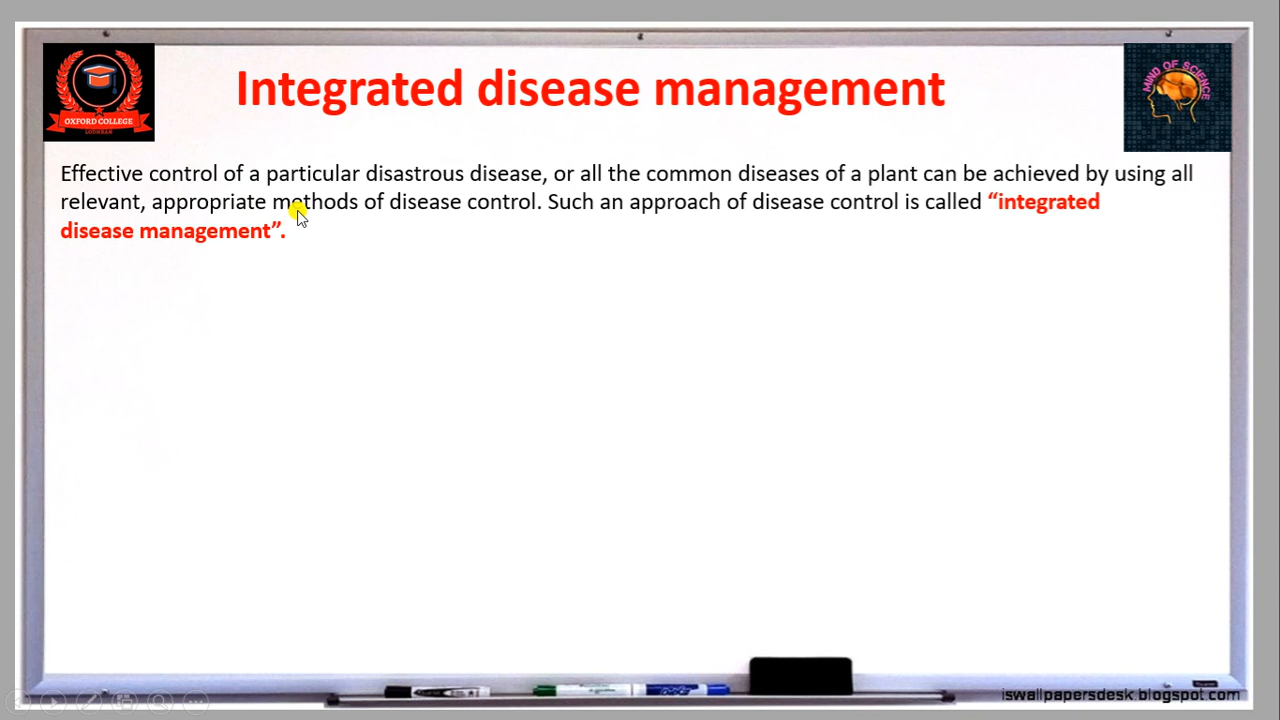 Integrated disease management
OXFORD COLLEGE
LODHRAN
MIND OF SCIENCE
Effective control of a particular disastrous disease, or all the common diseases of a plant can be achieved by using all
relevant, appropriate methods of disease control. Such an approach of disease control is called “integrated
disease management”.
iswallpapersdesk.blogspot.com